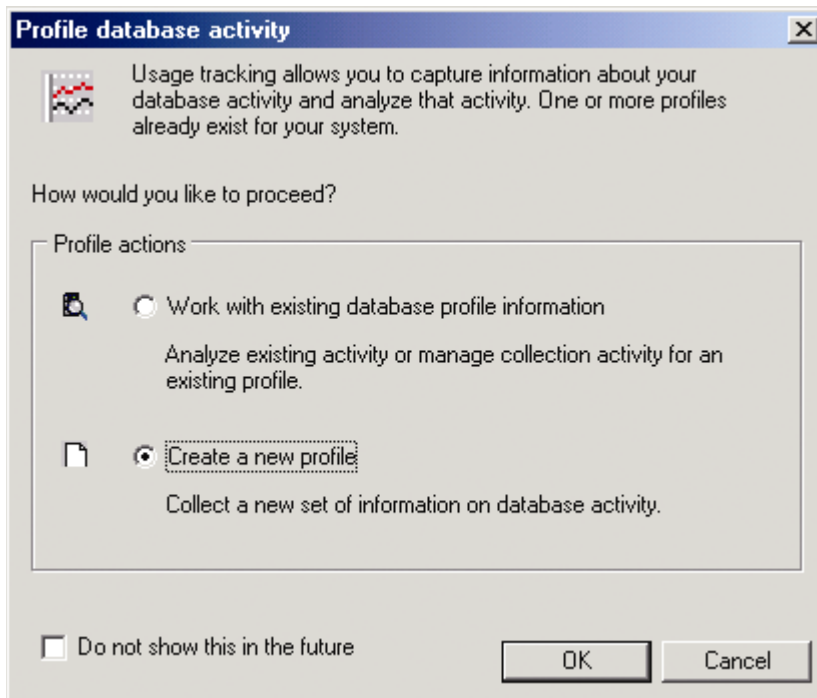 Profile database activity
Usage tracking allows you to capture information about your
database activity and analyze that activity. One or more profiles
already exist for your system.
How would you like to proceed?
Profile actions
Work with existing database profile information
Analyze existing activity or manage collection activity for an
existing profile.
Create a new profile
Collect a new set of information on database activity.
Do not show this in the future
OK
Cancel